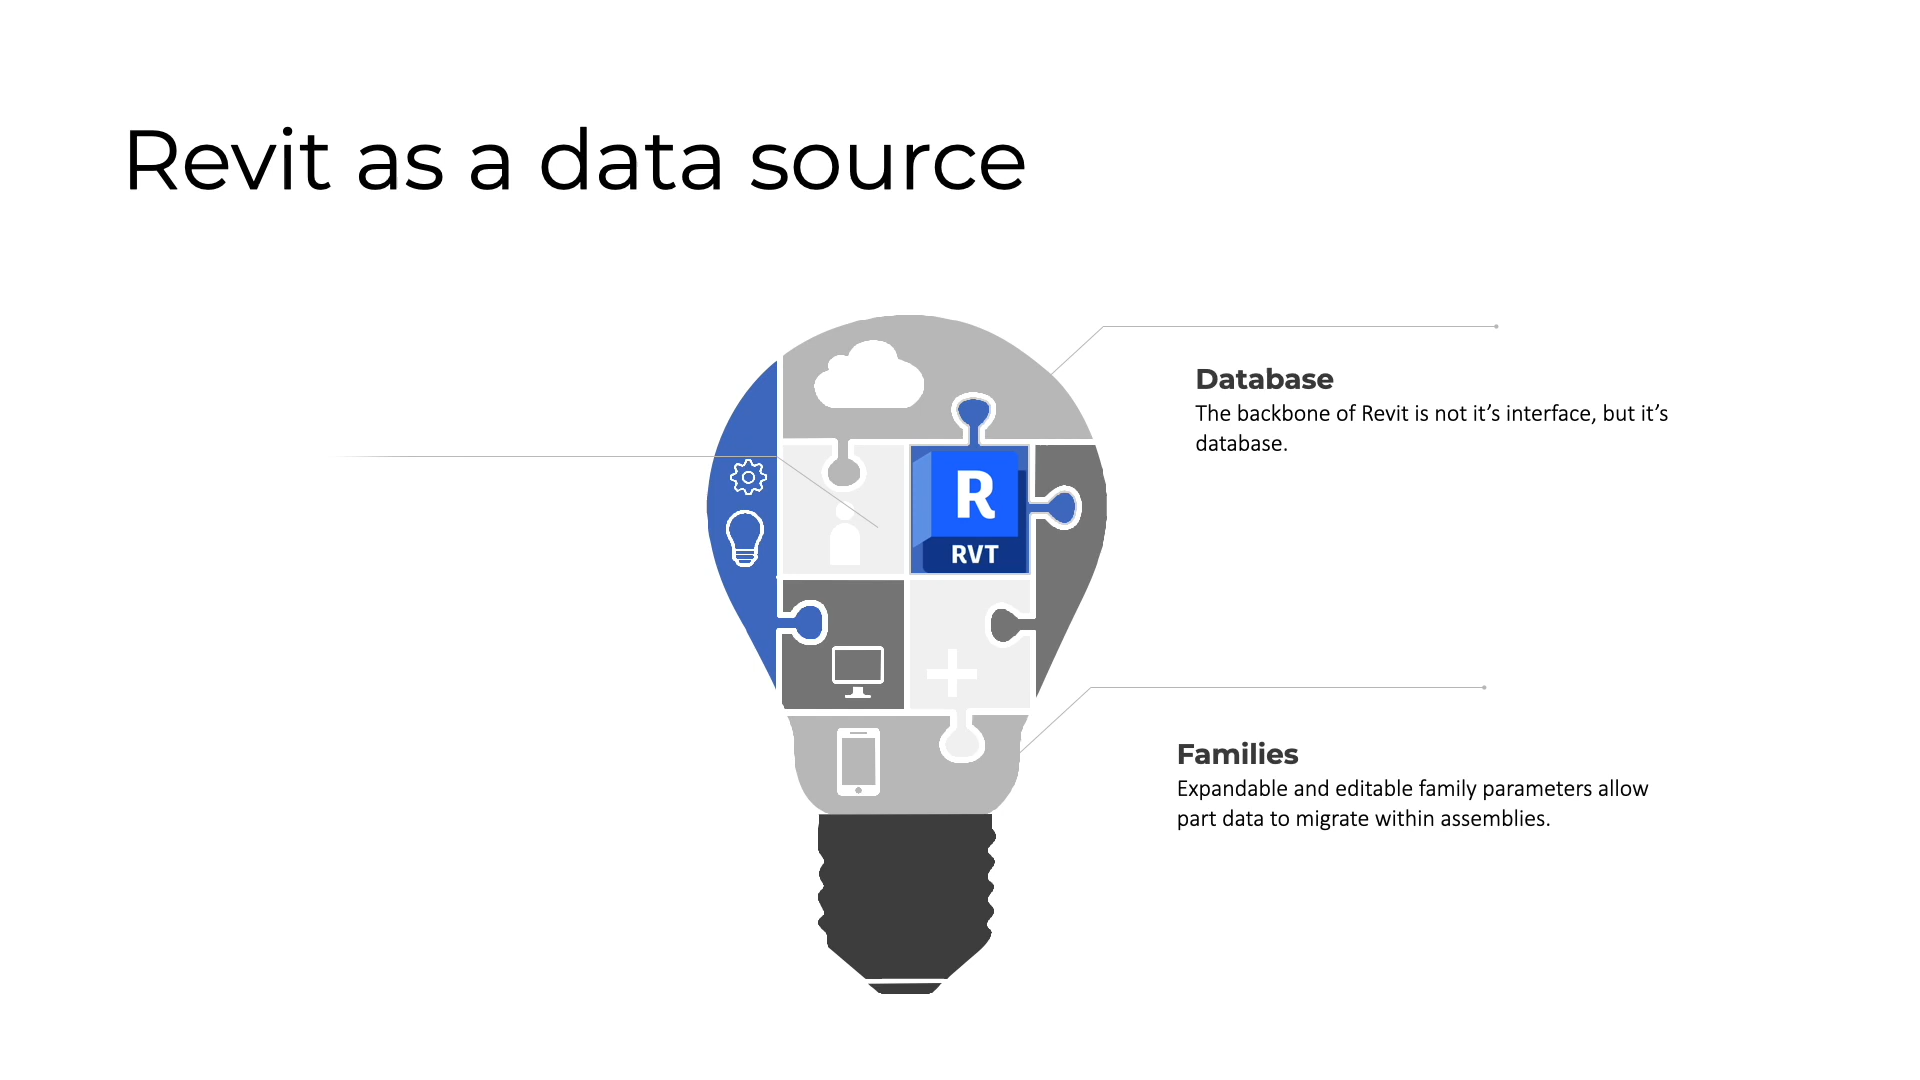 Revit as a data source
Database
The backbone of Revit is not it’s interface, but it’s
database.
R
RVT
Families
Expandable and editable family parameters allow
part data to migrate within assemblies.